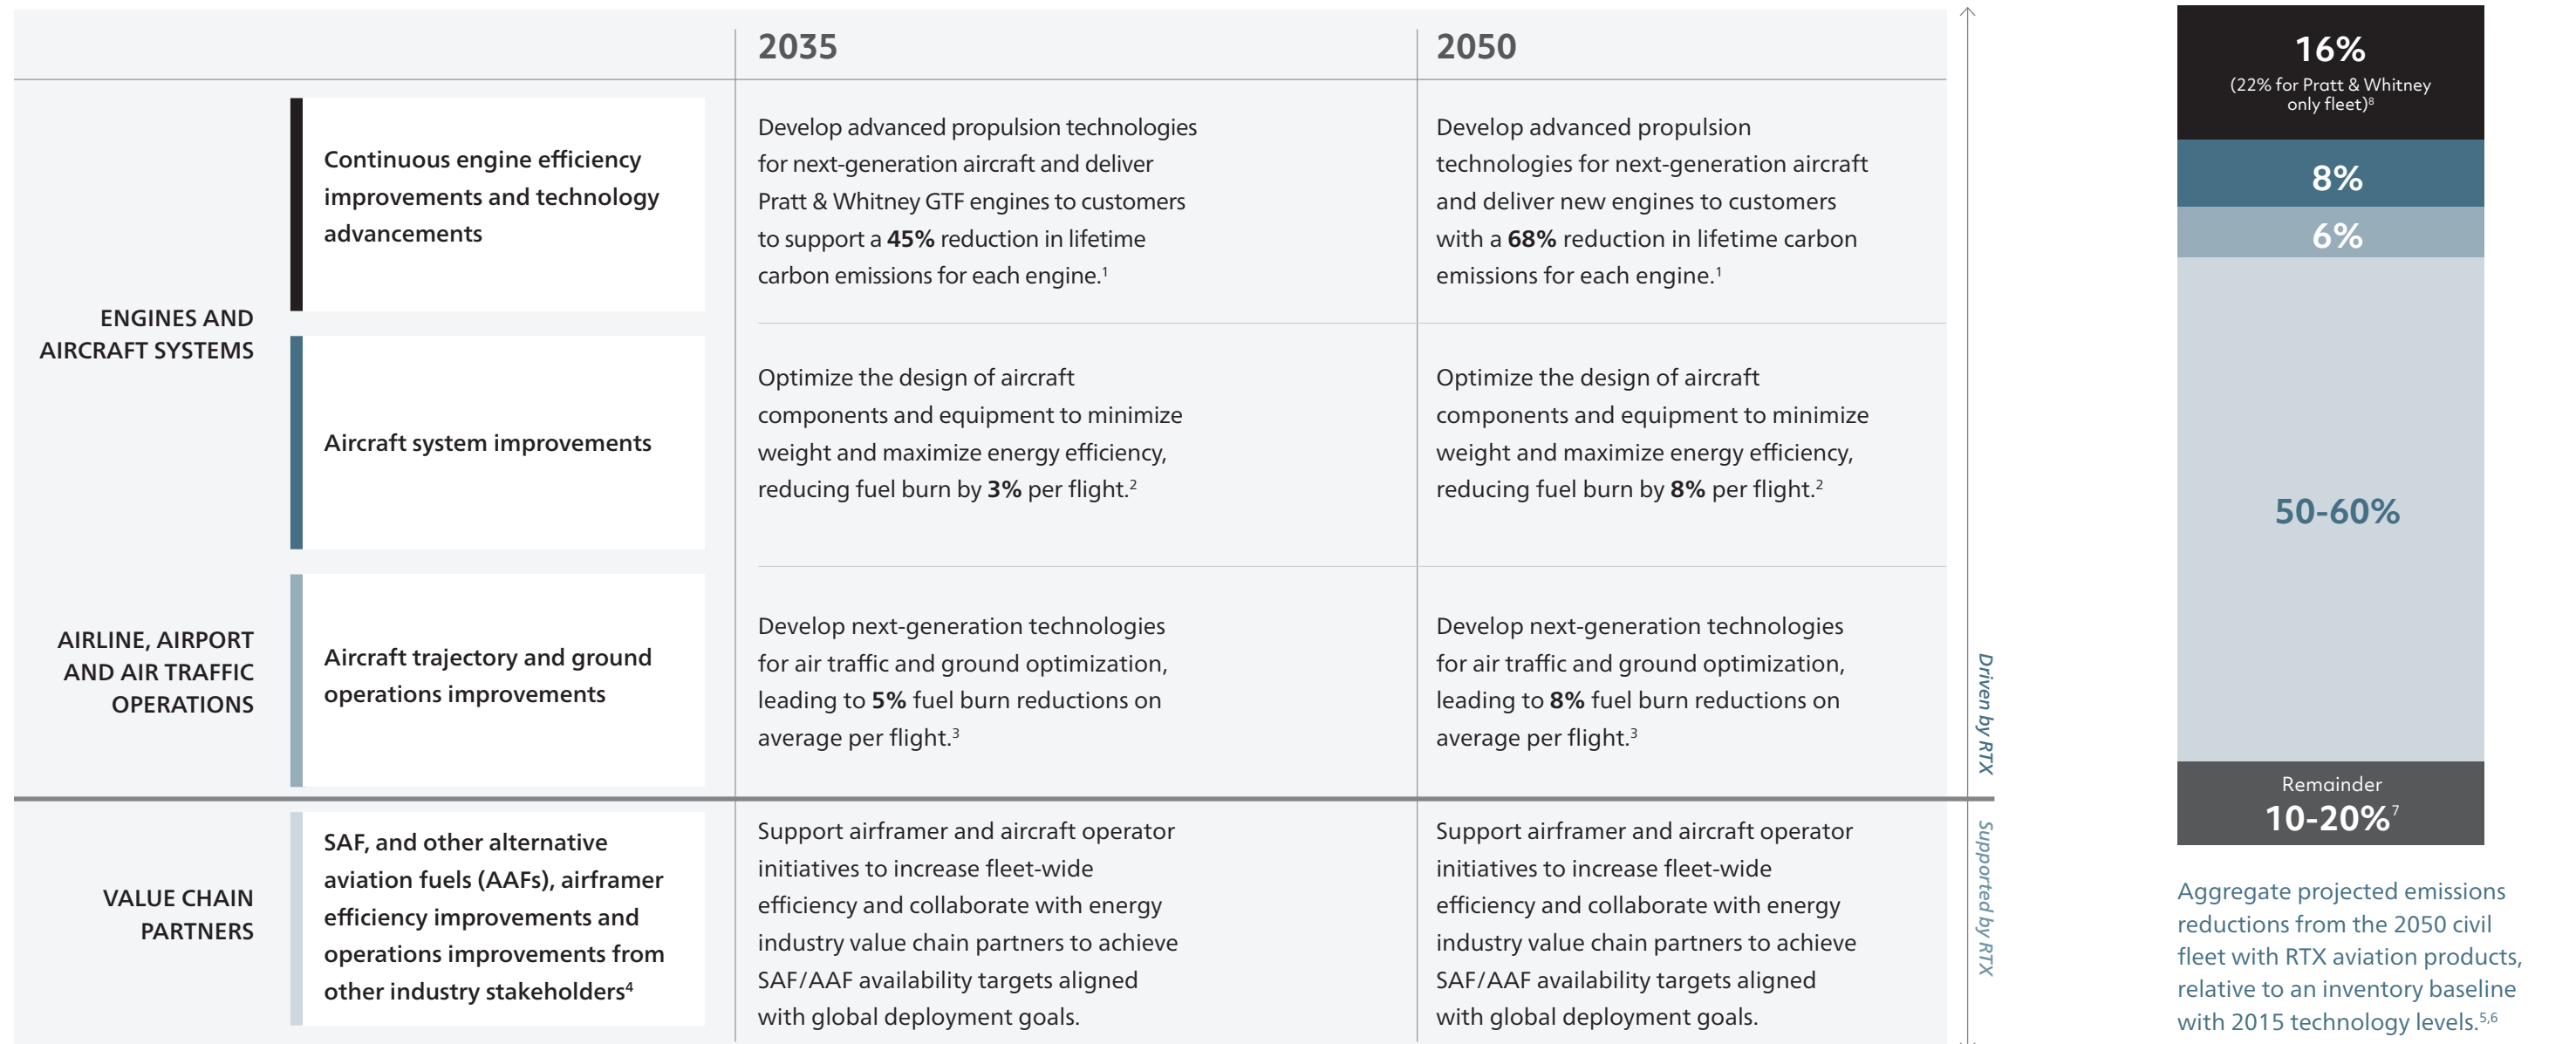 2035
2050
ENGINES AND
AIRCRAFT SYSTEMS
Continuous engine efficiency
improvements and technology
advancements
Develop advanced propulsion technologies
for next-generation aircraft and deliver
Pratt & Whitney GTF engines to customers
to support a 45% reduction in lifetime
carbon emissions for each engine.¹
Develop advanced propulsion
technologies for next-generation aircraft
and deliver new engines to customers
with a 68% reduction in lifetime carbon
emissions for each engine.¹
Aircraft system improvements
Optimize the design of aircraft
components and equipment to minimize
weight and maximize energy efficiency,
reducing fuel burn by 3% per flight.²
Optimize the design of aircraft
components and equipment to minimize
weight and maximize energy efficiency,
reducing fuel burn by 8% per flight.²
AIRLINE, AIRPORT
AND AIR TRAFFIC
OPERATIONS
Aircraft trajectory and ground
operations improvements
Develop next-generation technologies
for air traffic and ground optimization,
leading to 5% fuel burn reductions on
average per flight.³
Develop next-generation technologies
for air traffic and ground optimization,
leading to 8% fuel burn reductions on
average per flight.³
VALUE CHAIN
PARTNERS
SAF, and other alternative
aviation fuels (AAFs), airframer
efficiency improvements and
operations improvements from
other industry stakeholders⁴
Support airframer and aircraft operator
initiatives to increase fleet-wide
efficiency and collaborate with energy
industry value chain partners to achieve
SAF/AAF availability targets aligned
with global deployment goals.
Support airframer and aircraft operator
initiatives to increase fleet-wide
efficiency and collaborate with energy
industry value chain partners to achieve
SAF/AAF availability targets aligned
with global deployment goals.
Driven by RTX
Supported by RTX
16%
(22% for Pratt & Whitney
only fleet)⁸
8%
6%
50-60%
Remainder
10-20%⁷
Aggregate projected emissions
reductions from the 2050 civil
fleet with RTX aviation products,
relative to an inventory baseline
with 2015 technology levels.⁵,⁶